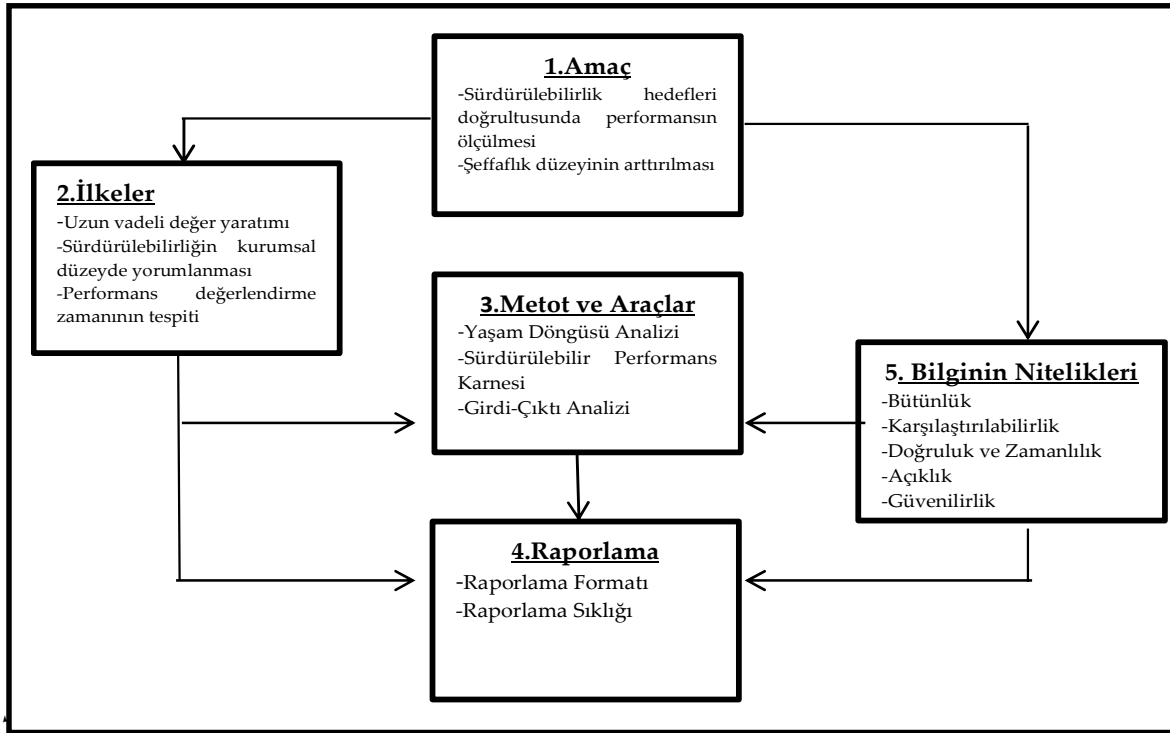 1.Amaç
-Sürdürülebilirlik hedefleri
doğrultusunda performansın
ölçülmesi
-Şeffaflık düzeyinin arttırılması
2.İlkeler
-Uzun vadeli değer yaratımı
-Sürdürülebilirliğin kurumsal
düzeyde yorumlanması
-Performans değerlendirme
zamanının tespiti
3.Metot ve Araçlar
-Yaşam Döngüsü Analizi
-Sürdürülebilir Performans
Karnesi
-Girdi-Çıktı Analizi
5. Bilginin Nitelikleri
-Bütünlük
-Karşılaştırılabilirlik
-Doğruluk ve Zamanlılık
-Açıklık
-Güvenilirlik
4.Raporlama
-Raporlama Formatı
-Raporlama Sıklığı